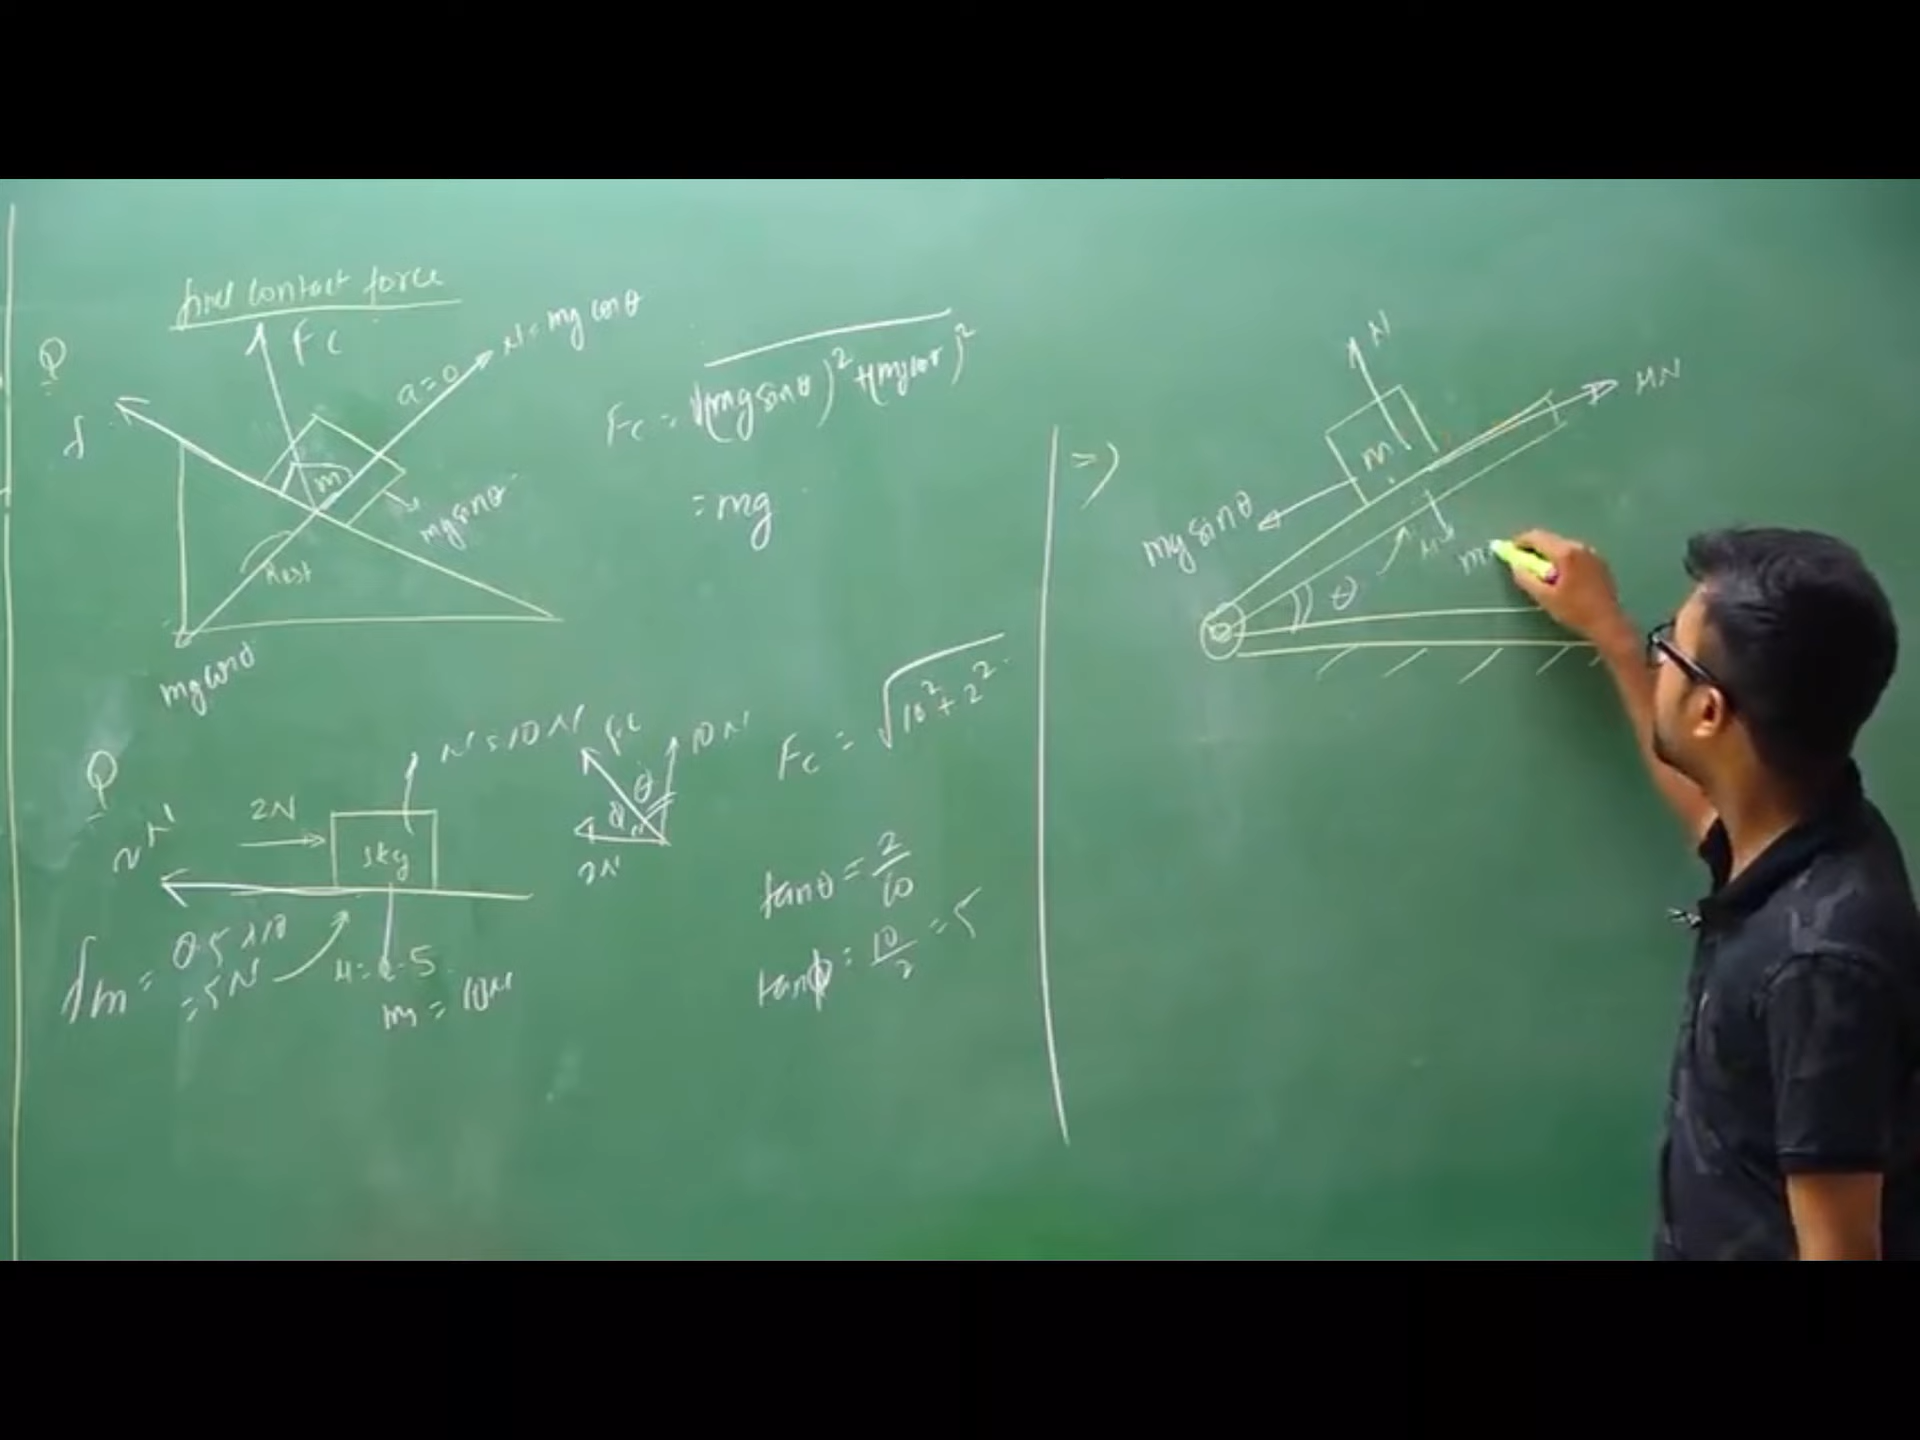 find contact force
Q
Fc
N = mg cosθ
a=0
f
m
mg sinθ
Rest
mg cosθ
Fc = √(mg sinθ)² + (mg cosθ)²
= mg
Q
2N
2N
1kg
N = 10N
fm = 0.5 x 10
= 5N
μ = 0.5
mg = 10N
Fc
10N
θ
2N
Fc = √10² + 2²
tanθ = 2/10
tanϕ = 10/2 = 5
=>)
N
μN
m
mg sinθ
θ
μ
m